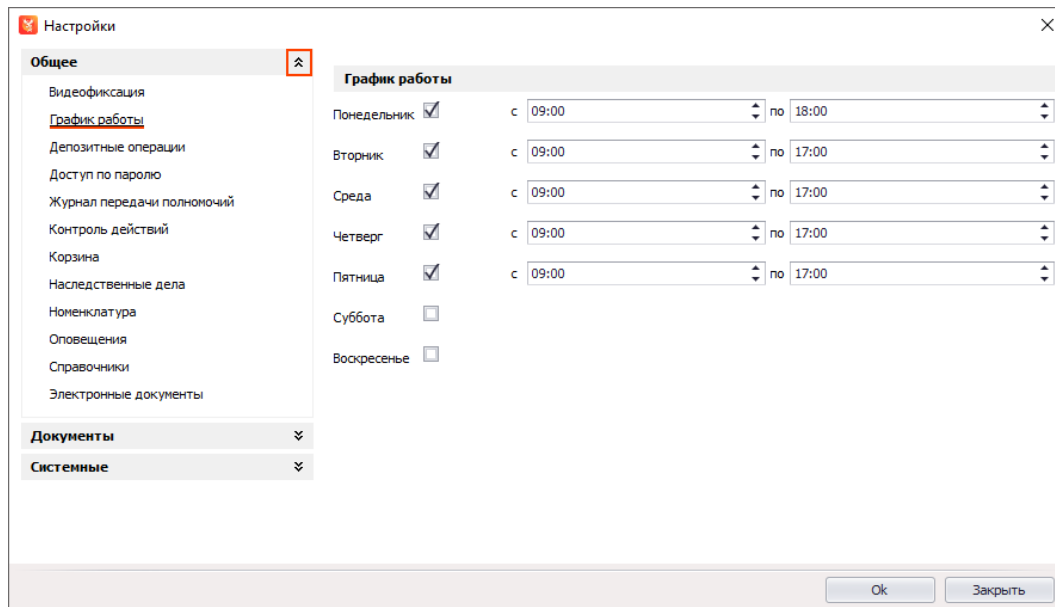 Настройки
Общее
Видеофиксация
График работы
Депозитные операции
Доступ по паролю
Журнал передачи полномочий
Контроль действий
Корзина
Наследственные дела
Номенклатура
Оповещения
Справочники
Электронные документы
Документы
Системные
График работы
Понедельник с 09:00 по 18:00
Вторник с 09:00 по 17:00
Среда с 09:00 по 17:00
Четверг с 09:00 по 17:00
Пятница с 09:00 по 17:00
Суббота
Воскресенье
Ok Закрыть